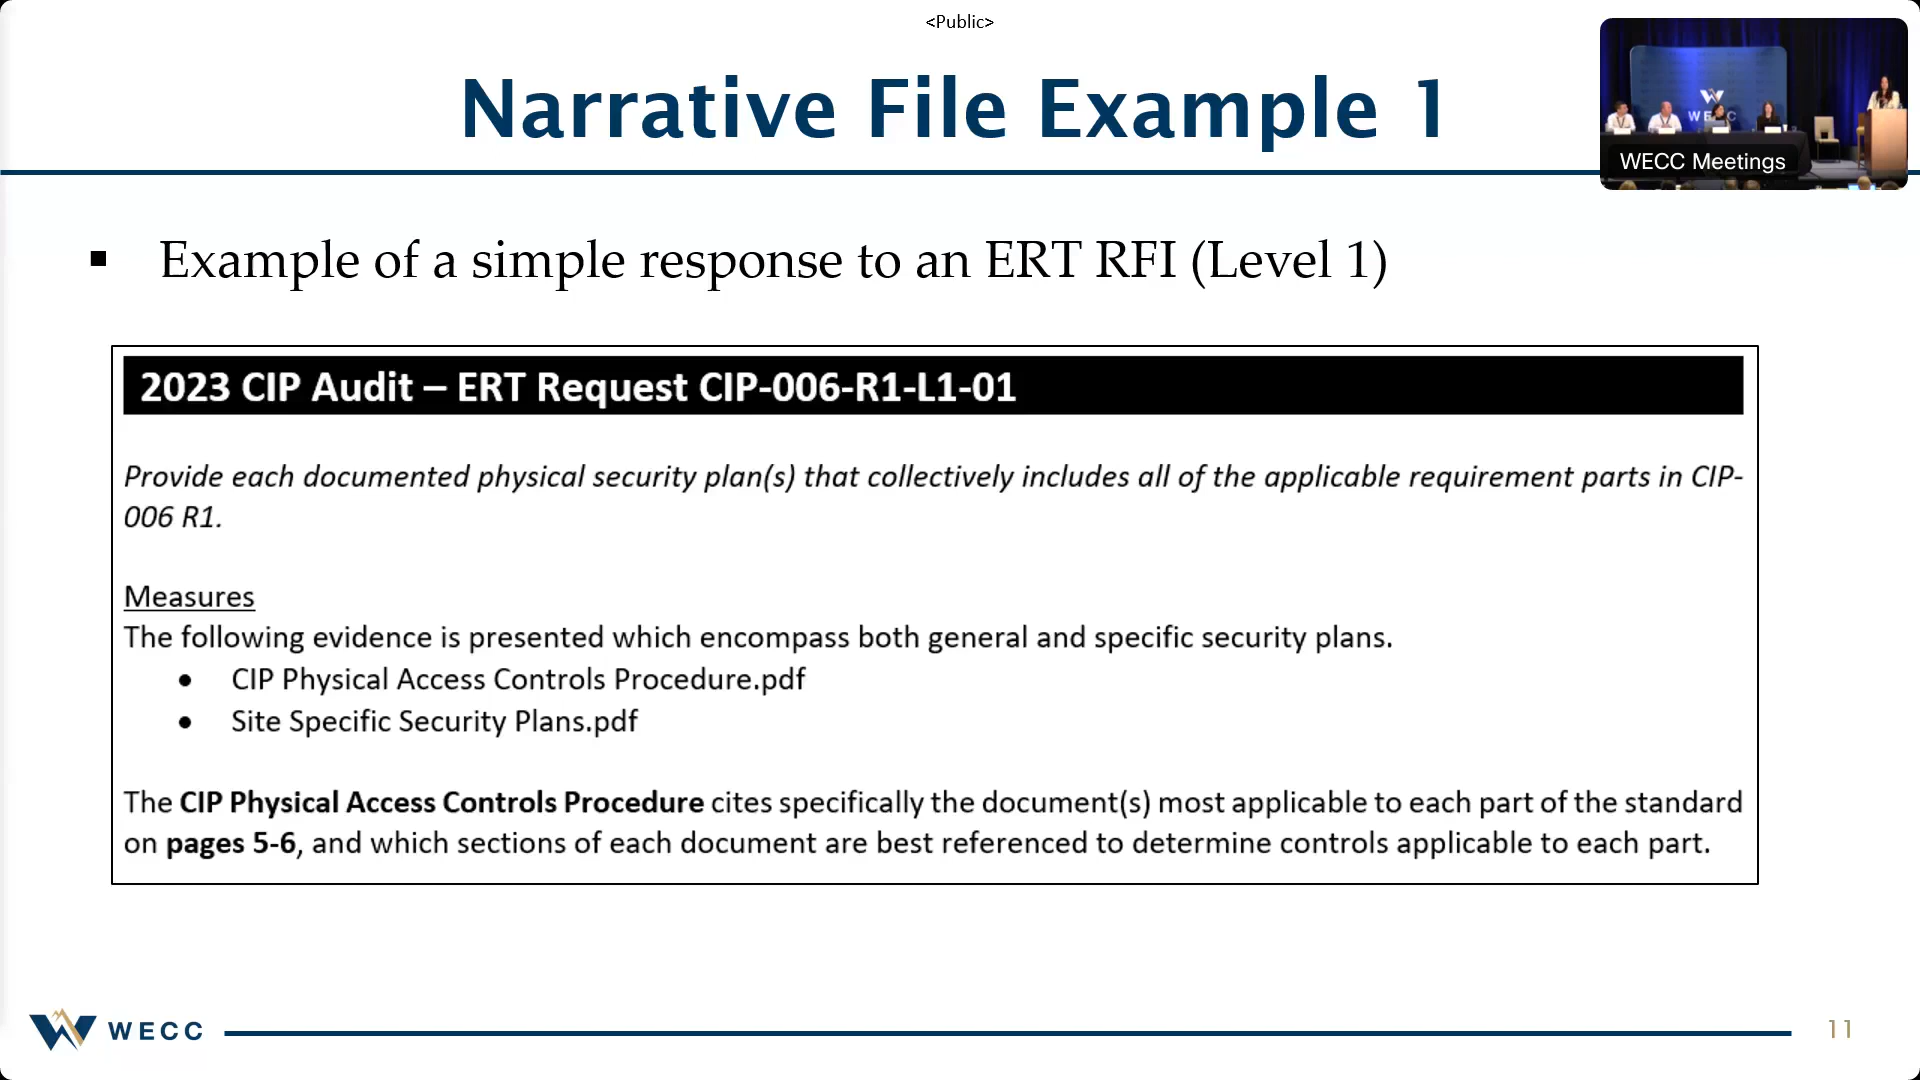 <Public>
Narrative File Example 1
WECC
WECC Meetings
▪ Example of a simple response to an ERT RFI (Level 1)
2023 CIP Audit – ERT Request CIP-006-R1-L1-01
Provide each documented physical security plan(s) that collectively includes all of the applicable requirement parts in CIP-
006 R1.
Measures
The following evidence is presented which encompass both general and specific security plans.
• CIP Physical Access Controls Procedure.pdf
• Site Specific Security Plans.pdf
The CIP Physical Access Controls Procedure cites specifically the document(s) most applicable to each part of the standard
on pages 5-6, and which sections of each document are best referenced to determine controls applicable to each part.
WECC
11